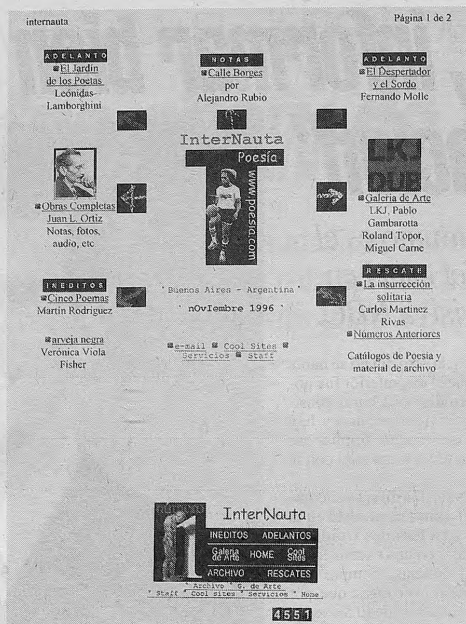 internauta
Página 1 de 2
ADELANTO
El Jardín
de los Poetas
Leónidas
Lamborghini
NOTAS
Calle Borges
por
Alejandro Rubio
ADELANTO
El Despertador
y el Sordo
Fernando Molle
InterNauta
Poesía
www.poesia.com
Obras Completas
Juan L. Ortiz
Notas, fotos,
audio, etc
LKJ
DUB
Galería de Arte
LKJ, Pablo
Gambarotta
Roland Topor,
Miguel Carne
INEDITOS
Cinco Poemas
Martín Rodríguez
arveja negra
Verónica Viola
Fisher
Buenos Aires - Argentina
nOvIembre 1996
e-mail Cool Sites
Servicios Staff
RESCATE
La insurrección
solitaria
Carlos Martínez
Rivas
Números Anteriores
Catálogos de Poesía y
material de archivo
InterNauta
INEDITOS ADELANTOS
Galeria de Arte HOME Cool Sites
ARCHIVO RESCATES
Archivo G. de Arte
Staff Cool sites Servicios Home
4551